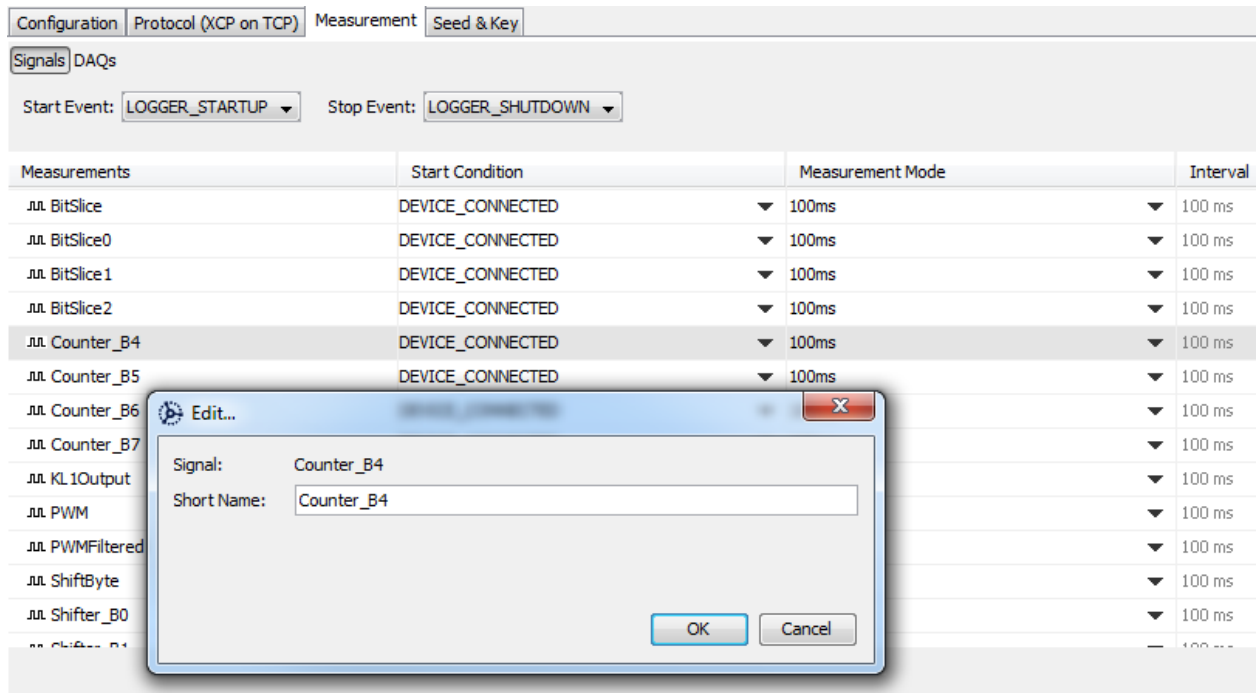 Configuration Protocol (XCP on TCP) Measurement Seed & Key
Signals DAQs
Start Event: LOGGER_STARTUP Stop Event: LOGGER_SHUTDOWN
Measurements Start Condition Measurement Mode Interval
BitSlice DEVICE_CONNECTED 100ms 100 ms
BitSlice0 DEVICE_CONNECTED 100ms 100 ms
BitSlice1 DEVICE_CONNECTED 100ms 100 ms
BitSlice2 DEVICE_CONNECTED 100ms 100 ms
Counter_B4 DEVICE_CONNECTED 100ms 100 ms
Counter_B5 DEVICE_CONNECTED 100ms 100 ms
Counter_B6 100 ms
Counter_B7 100 ms
KL1Output 100 ms
PWM 100 ms
PWMFiltered 100 ms
ShiftByte 100 ms
Shifter_B0 100 ms
Edit...
Signal: Counter_B4
Short Name: Counter_B4
OK Cancel